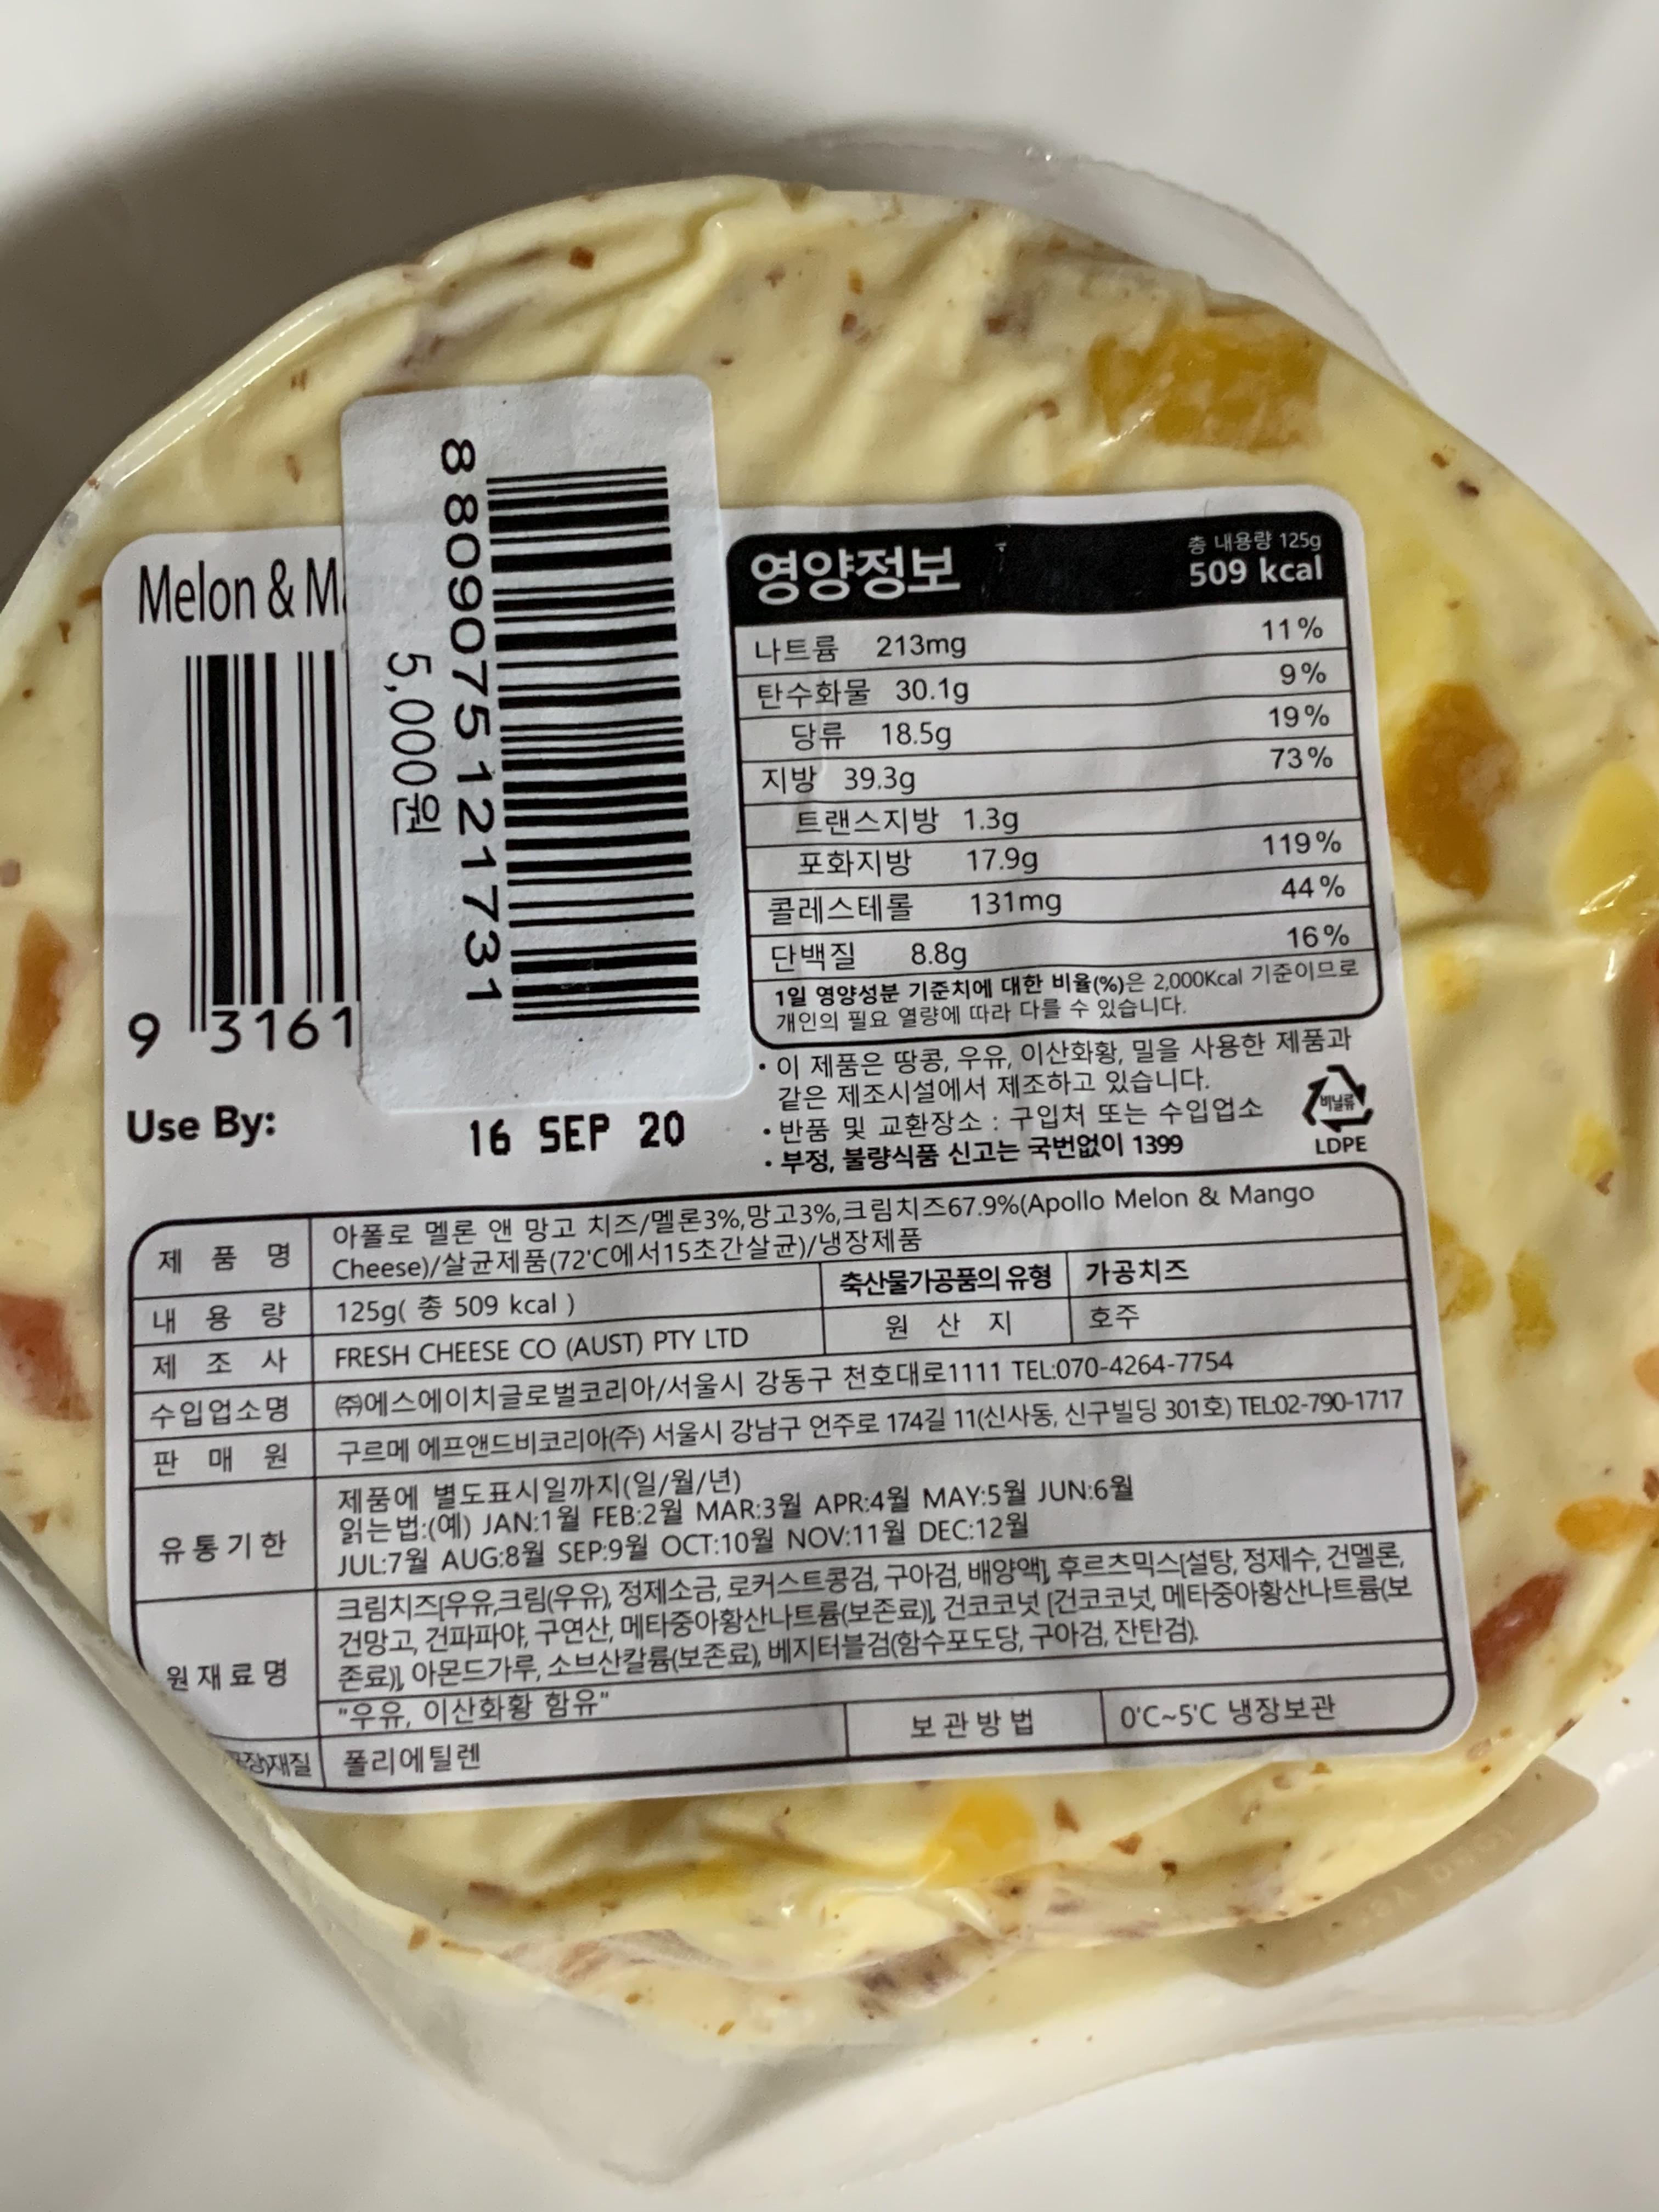 8 809075 121731
5,000원
Melon & M
9 3161
Use By:
16 SEP 20
영양정보
총 내용량 125g
509 kcal
나트륨 213mg 11%
탄수화물 30.1g 9%
당류 18.5g 19%
지방 39.3g 73%
트랜스지방 1.3g
포화지방 17.9g 119%
콜레스테롤 131mg 44%
단백질 8.8g 16%
1일 영양성분 기준치에 대한 비율(%)은 2,000Kcal 기준이므로
개인의 필요 열량에 따라 다를 수 있습니다.
• 이 제품은 땅콩, 우유, 이산화황, 밀을 사용한 제품과
같은 제조시설에서 제조하고 있습니다.
• 반품 및 교환장소 : 구입처 또는 수입업소
• 부정, 불량식품 신고는 국번없이 1399
비닐류
LDPE
제 품 명
아폴로 멜론 앤 망고 치즈/멜론3%,망고3%,크림치즈67.9%(Apollo Melon & Mango
Cheese)/살균제품(72'C에서15초간살균)/냉장제품
내 용 량 125g( 총 509 kcal ) 축산물가공품의 유형 가공치즈
제 조 사 FRESH CHEESE CO (AUST) PTY LTD 원 산 지 호주
수입업소명 ㈜에스에이치글로벌코리아/서울시 강동구 천호대로1111 TEL:070-4264-7754
판 매 원 구르메 에프앤드비코리아(주) 서울시 강남구 언주로 174길 11(신사동, 신구빌딩 301호) TEL:02-790-1717
유통기한
제품에 별도표시일까지(일/월/년)
읽는법:(예) JAN:1월 FEB:2월 MAR:3월 APR:4월 MAY:5월 JUN:6월
JUL:7월 AUG:8월 SEP:9월 OCT:10월 NOV:11월 DEC:12월
원재료명
크림치즈[우유,크림(우유), 정제소금, 로커스트콩검, 구아검, 배양액], 후르츠믹스[설탕, 정제수, 건멜론,
건망고, 건파파야, 구연산, 메타중아황산나트륨(보존료)], 건코코넛 [건코코넛, 메타중아황산나트륨(보
존료)], 아몬드가루, 소브산칼륨(보존료), 베지터블검(함수포도당, 구아검, 잔탄검).
"우유, 이산화황 함유"
재질 폴리에틸렌 보관방법 0'C~5'C 냉장보관